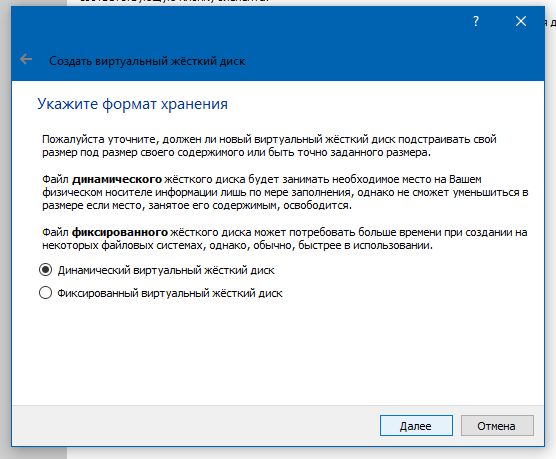 ?
Создать виртуальный жёсткий диск
Укажите формат хранения
Пожалуйста уточните, должен ли новый виртуальный жёсткий диск подстраивать свой
размер под размер своего содержимого или быть точно заданного размера.
Файл динамического жёсткого диска будет занимать необходимое место на Вашем
физическом носителе информации лишь по мере заполнения, однако не сможет уменьшиться в
размере если место, занятое его содержимым, освободится.
Файл фиксированного жёсткого диска может потребовать больше времени при создании на
некоторых файловых системах, однако, обычно, быстрее в использовании.
Динамический виртуальный жёсткий диск
Фиксированный виртуальный жёсткий диск
Далее
Отмена